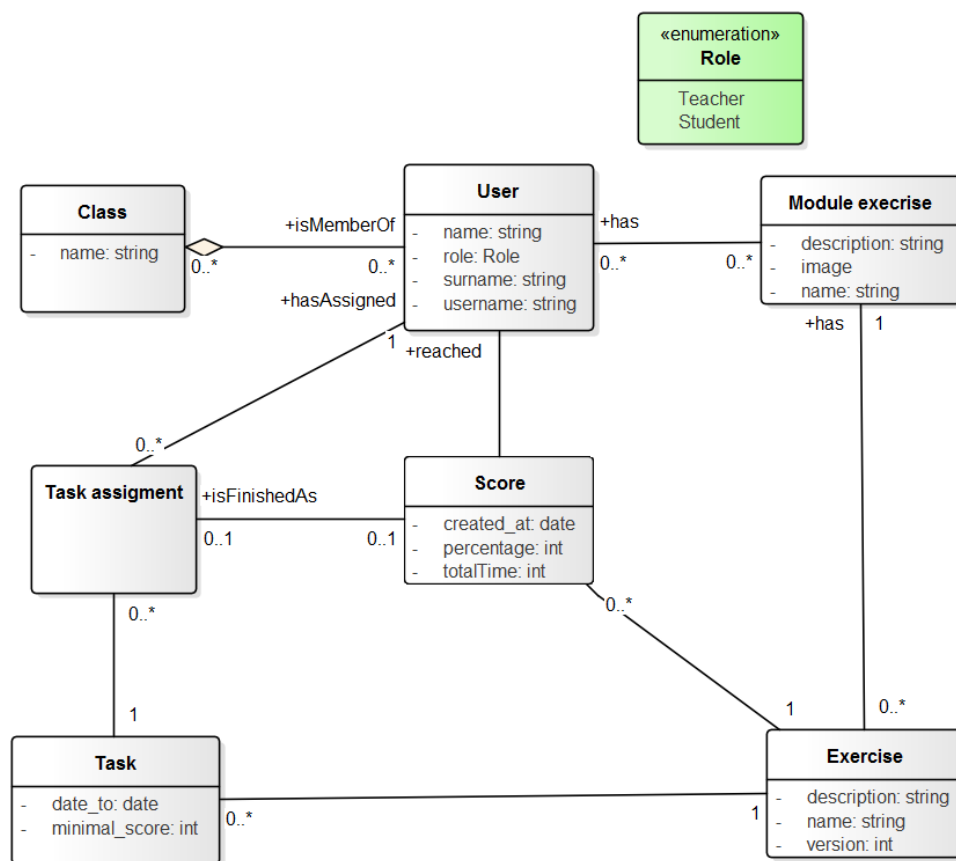 «enumeration»
Role
Teacher
Student
Class
- name: string
+isMemberOf
0..*
0..*
User
- name: string
- role: Role
- surname: string
- username: string
+has
0..*
0..*
Module execrise
- description: string
- image
- name: string
+hasAssigned
1
+reached
+has
1
0..*
Task assigment
+isFinishedAs
0..1
0..1
Score
- created_at: date
- percentage: int
- totalTime: int
0..*
0..*
1
1
0..*
Task
- date_to: date
- minimal_score: int
0..*
1
Exercise
- description: string
- name: string
- version: int